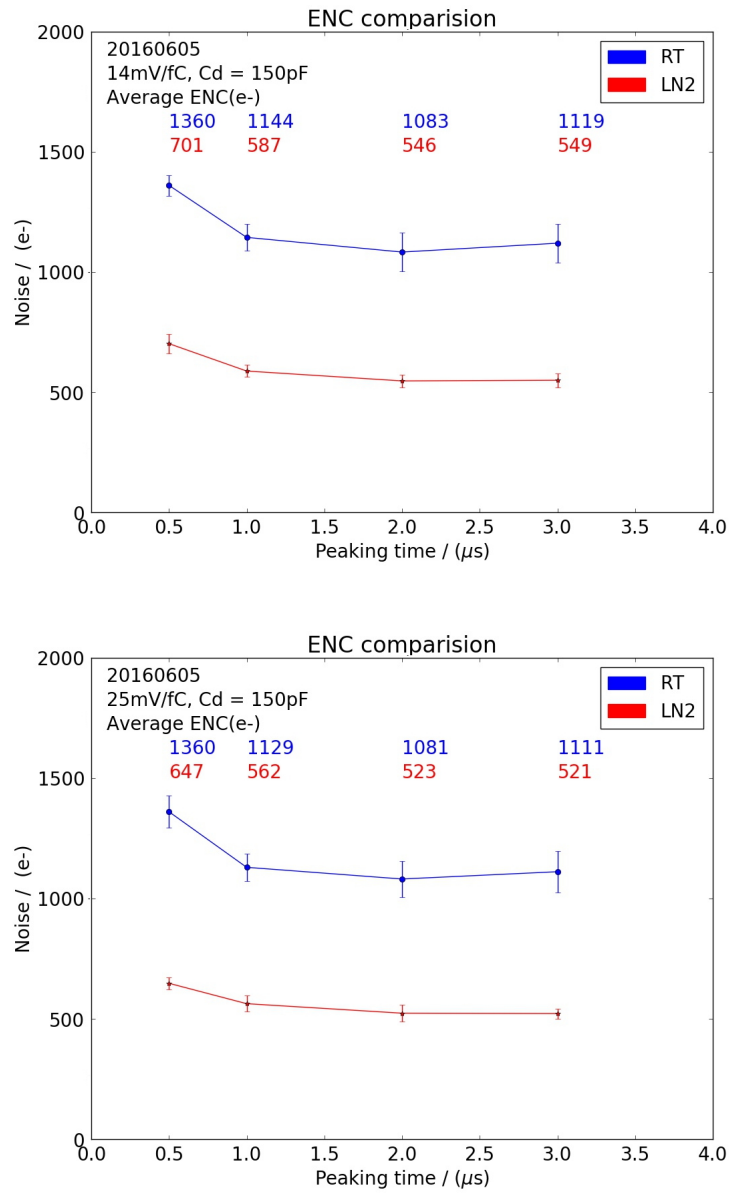 ENC comparision
20160605
14mV/fC, Cd = 150pF
Average ENC(e-)
1360 1144 1083 1119
701 587 546 549
RT
LN2
2000
1500
1000
500
0
Noise / (e-)
0.0 0.5 1.0 1.5 2.0 2.5 3.0 3.5 4.0
Peaking time / (μs)
ENC comparision
20160605
25mV/fC, Cd = 150pF
Average ENC(e-)
1360 1129 1081 1111
647 562 523 521
RT
LN2
2000
1500
1000
500
0
Noise / (e-)
0.0 0.5 1.0 1.5 2.0 2.5 3.0 3.5 4.0
Peaking time / (μs)